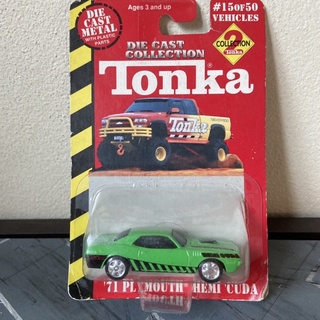 Ages 3 and up
#15 OF 50
VEHICLES
DIE
CAST
METAL
WITH PLASTIC
PARTS
COLLECTION
2
Tonka
DIE CAST
COLLECTION
Tonka
Tonka
'71 PLYMOUTH HEMI 'CUDA